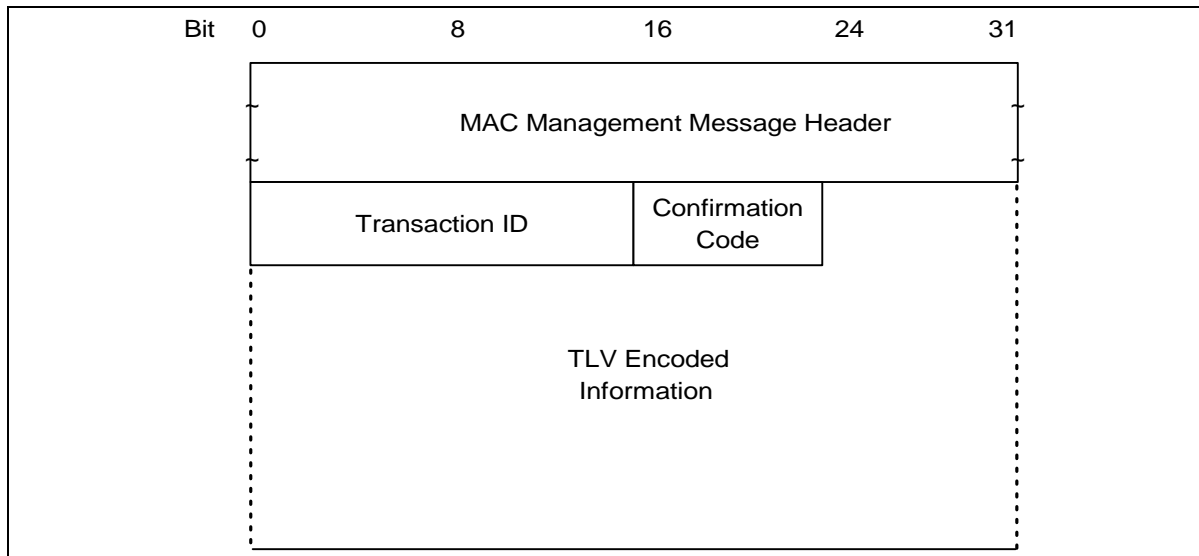 Bit 0 8 16 24 31
MAC Management Message Header
Transaction ID
Confirmation
Code
TLV Encoded
Information